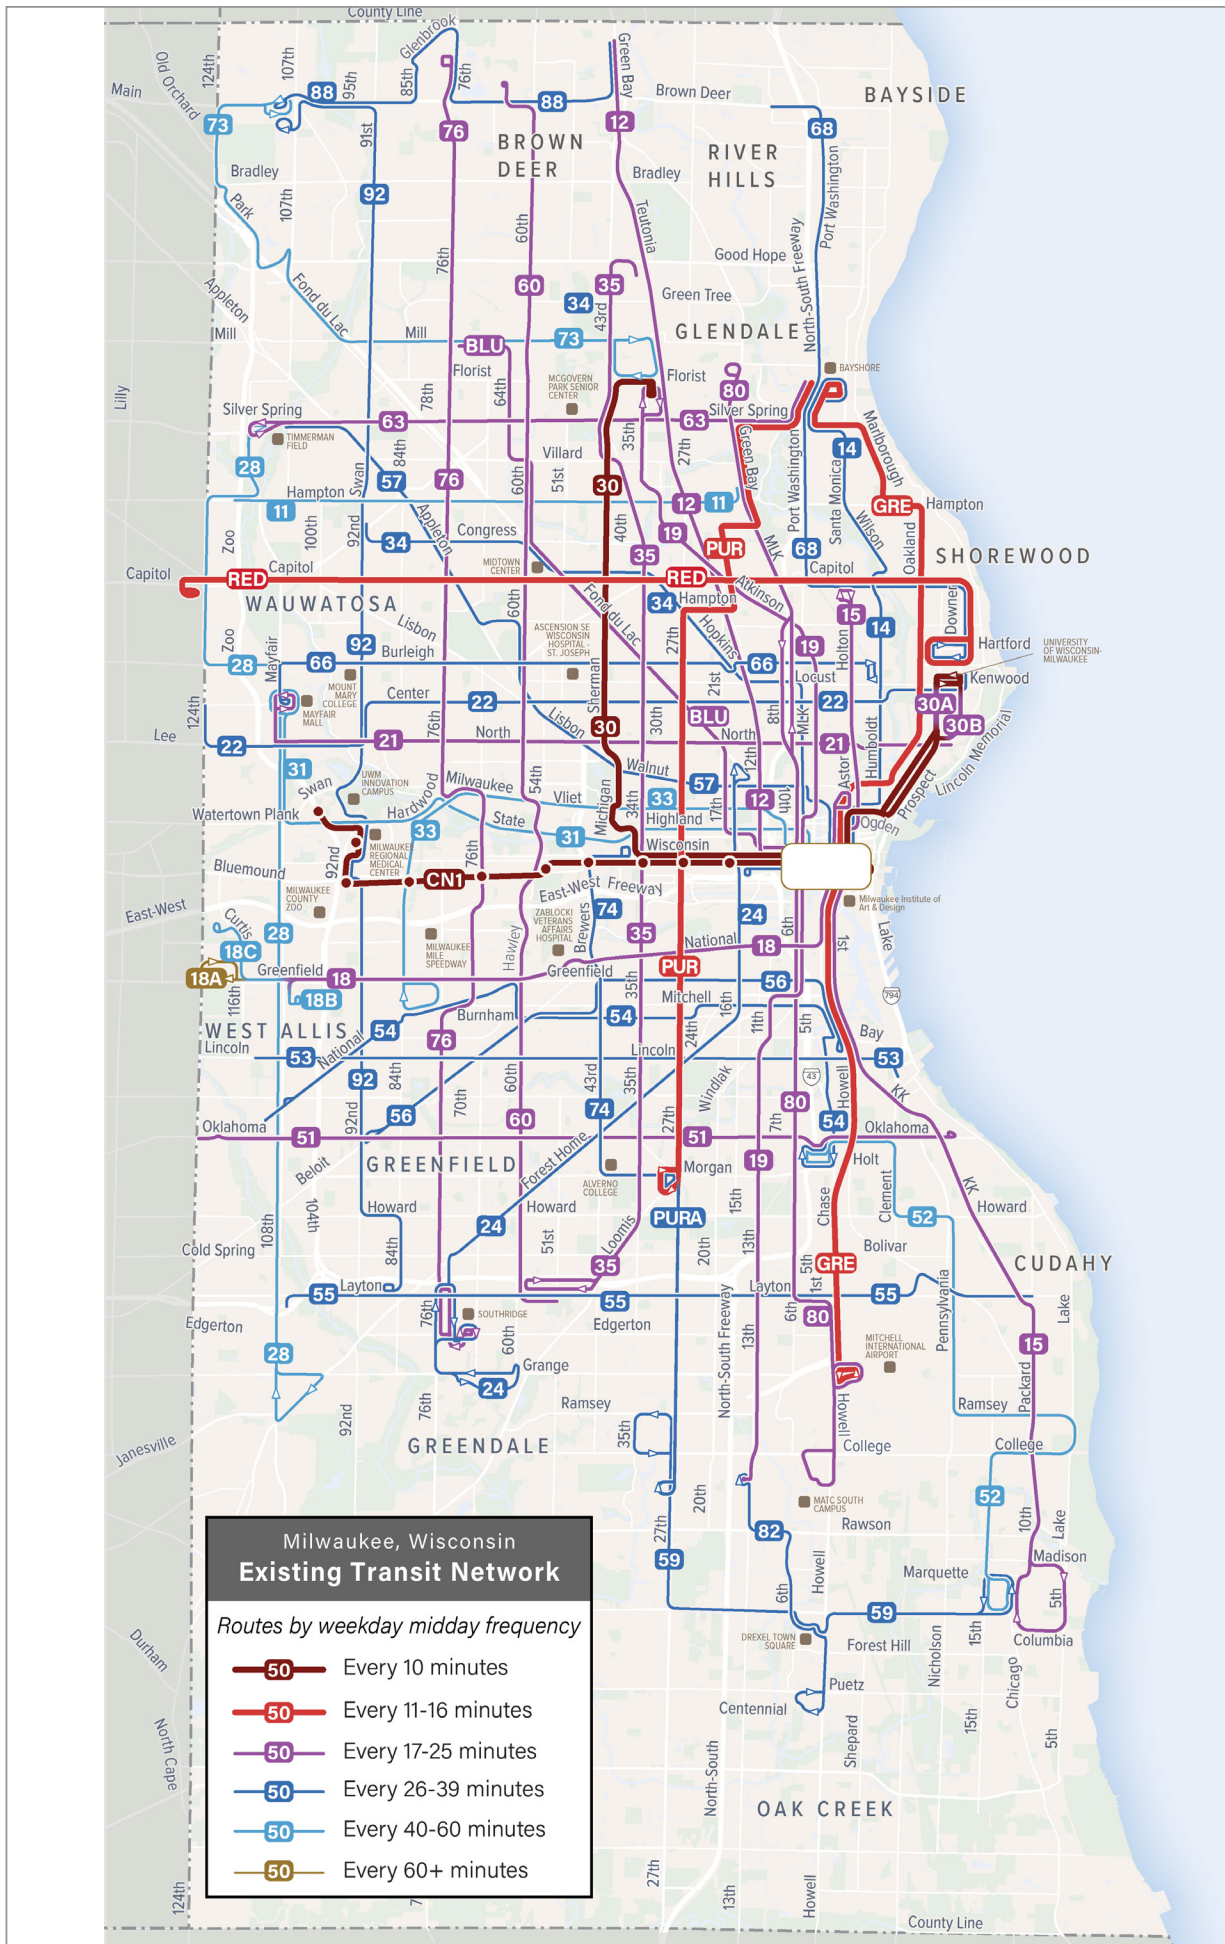 County Line
Glenbrook
Green Bay
Old Orchard
124th
107th
95th
85th
76th
Main
88
88
Brown Deer
BAYSIDE
73
91st
76
BROWN
DEER
12
68
RIVER
HILLS
Bradley
Bradley
Port Washington
Park
107th
92
60th
Teutonia
North-South Freeway
76th
Good Hope
Appleton
Fond du Lac
60
35
34
43rd
Green Tree
Mill
Mill
BLU
73
GLENDALE
Lilly
Florist
MCGOVERN
PARK SENIOR
CENTER
Florist
80
BAYSHORE
78th
64th
Silver Spring
63
63
Silver Spring
Marlborough
TIMMERMAN
FIELD
84th
35th
27th
Green Bay
14
28
Swan
57
76
Villard
60th
51st
30
Port Washington
Santa Monica
Hampton
11
12
11
GRE
Hampton
Zoo
100th
92nd
Appleton
Congress
40th
19
MLK
Wilson
Oakland
34
35
PUR
68
SHOREWOOD
MIDTOWN
CENTER
Capitol
RED
Capitol
RED
Capitol
WAUWATOSA
60th
Fond du Lac
34
Hampton
Atkinson
Downer
15
Lisbon
ASCENSION SE
WISCONSIN
HOSPITAL-
ST. JOSEPH
27th
Hopkins
14
Zoo
Mayfair
92
Burleigh
19
Holton
Hartford
UNIVERSITY
OF WISCONSIN-
MILWAUKEE
28
66
66
MOUNT
MARY
COLLEGE
Sherman
21st
Locust
Kenwood
124th
MAYFAIR
MALL
Center
22
Lisbon
30th
BLU
8th
MLK
22
30A
30B
Lee
76th
30
North
22
21
North
21
Humboldt
Lincoln Memorial
31
Swan
UWM
INNOVATION
CAMPUS
Milwaukee
54th
Walnut
57
12th
Astor
Prospect
Watertown Plank
Hardwood
Vliet
Michigan
34th
33
17th
12
10th
33
State
31
Highland
Ogden
92nd
MILWAUKEE
REGIONAL
MEDICAL
CENTER
76th
Wisconsin
Bluemound
CN1
MILWAUKEE
COUNTY
ZOO
East-West Freeway
Milwaukee Institute of
Art & Design
East-West
Curtis
28
MILWAUKEE
MILE
SPEEDWAY
Hawley
ZABLOCKI
VETERANS
AFFAIRS
HOSPITAL
Brewers
74
24
6th
18C
35
National
18
1st
Lake
18A
Greenfield
18
Greenfield
PUR
116th
18B
35th
56
794
Mitchell
WEST ALLIS
54
Burnham
54
16th
11th
5th
Lincoln
National
76
24th
Bay
53
Lincoln
53
92
84th
43rd
35th
Windlak
43
Howell
KK
60th
70th
92nd
56
60
74
27th
80
54
Oklahoma
51
51
7th
Oklahoma
Beloit
GREENFIELD
Forest Home
ALVERNO
COLLEGE
Morgan
19
Holt
104th
108th
Howard
Howard
15th
Chase
Clement
KK
Howard
24
51st
Loomis
PURA
52
Cold Spring
84th
20th
13th
Bolivar
35
5th
GRE
CUDAHY
Layton
Layton
1st
55
55
55
Pennsylvania
Lake
Edgerton
76th
SOUTHRIDGE
60th
Edgerton
North-South Freeway
6th
80
13th
MITCHELL
INTERNATIONAL
AIRPORT
15
28
Grange
24
Packard
76th
92nd
Ramsey
Howell
Ramsey
GREENDALE
35th
College
College
Janesville
20th
52
MATC SOUTH
CAMPUS
Rawson
10th
Lake
27th
82
Madison
59
Howell
Marquette
6th
59
5th
DREXEL TOWN
SQUARE
Forest Hill
Nicholson
15th
Columbia
Durham
Puetz
Chicago
Centennial
15th
5th
Shepard
North Cape
North-South
OAK CREEK
27th
13th
Howell
124th
County Line
Milwaukee, Wisconsin
Existing Transit Network
Routes by weekday midday frequency
50 Every 10 minutes
50 Every 11-16 minutes
50 Every 17-25 minutes
50 Every 26-39 minutes
50 Every 40-60 minutes
50 Every 60+ minutes